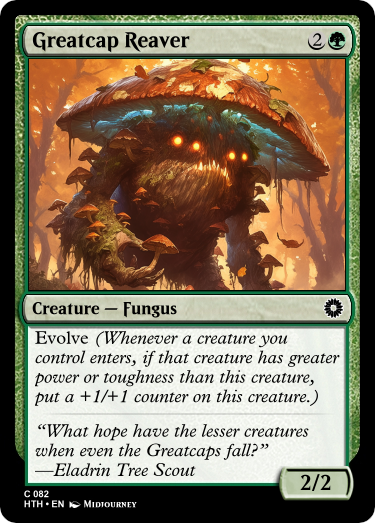 Greatcap Reaver 2
Creature — Fungus
Evolve (Whenever a creature you
control enters, if that creature has greater
power or toughness than this creature,
put a +1/+1 counter on this creature.)
“What hope have the lesser creatures
when even the Greatcaps fall?”
—Eladrin Tree Scout
2/2
C 082
HTH • EN Midjourney